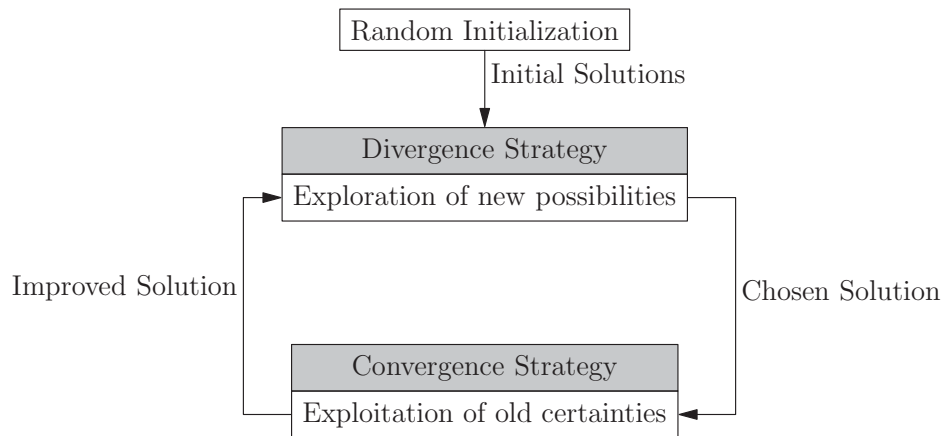 Random Initialization
Initial Solutions
Divergence Strategy
Exploration of new possibilities
Improved Solution
Chosen Solution
Convergence Strategy
Exploitation of old certainties